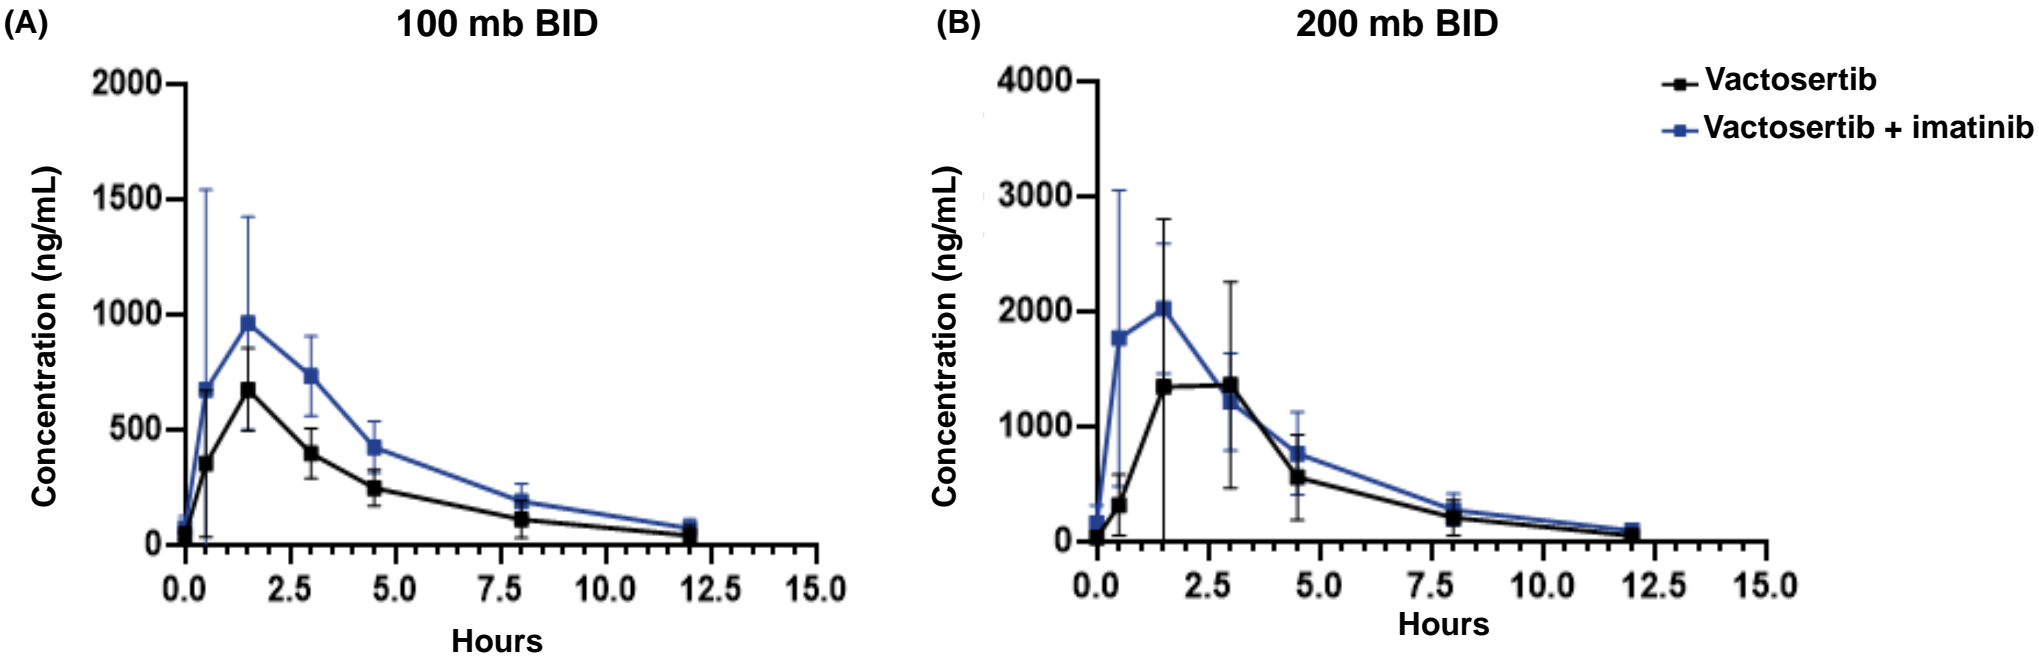 (A)
100 mb BID
2000
1500
1000
500
0
Concentration (ng/mL)
0.0 2.5 5.0 7.5 10.0 12.5 15.0
Hours
(B)
200 mb BID
4000
3000
2000
1000
0
Concentration (ng/mL)
0.0 2.5 5.0 7.5 10.0 12.5 15.0
Hours
Vactosertib
Vactosertib + imatinib